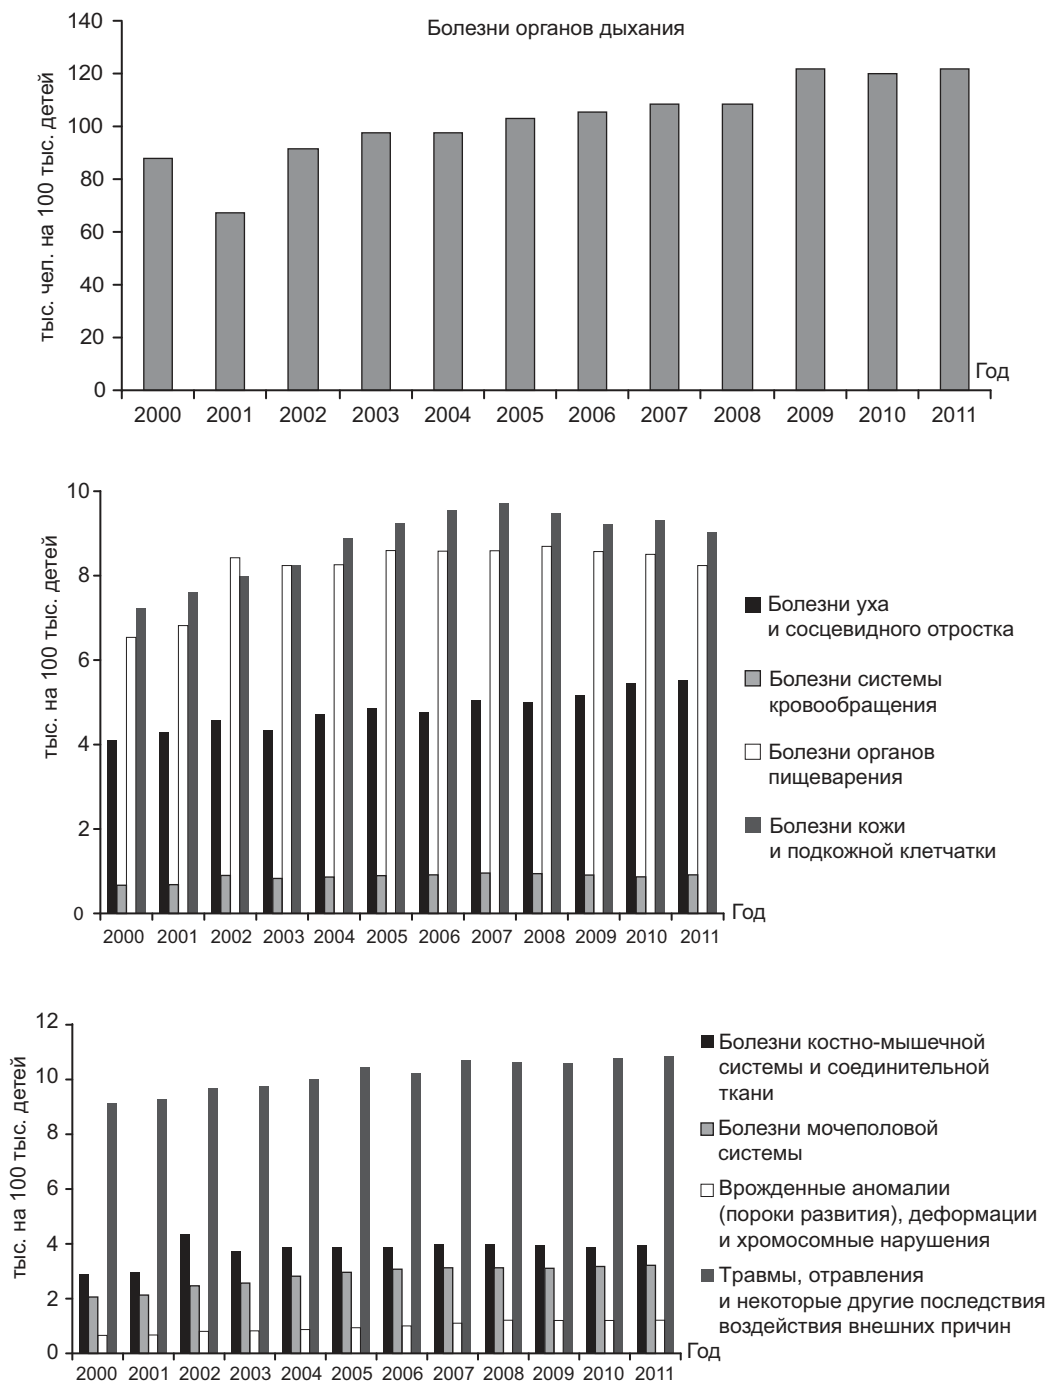 Болезни органов дыхания
тыс. чел. на 100 тыс. детей
140
120
100
80
60
40
20
0
Год
2000 2001 2002 2003 2004 2005 2006 2007 2008 2009 2010 2011
тыс. на 100 тыс. детей
10
8
6
4
2
0
Год
2000 2001 2002 2003 2004 2005 2006 2007 2008 2009 2010 2011
Болезни уха
и сосцевидного отростка
Болезни системы
кровообращения
Болезни органов
пищеварения
Болезни кожи
и подкожной клетчатки
тыс. на 100 тыс. детей
12
10
8
6
4
2
0
Год
2000 2001 2002 2003 2004 2005 2006 2007 2008 2009 2010 2011
Болезни костно-мышечной
системы и соединительной
ткани
Болезни мочеполовой
системы
Врожденные аномалии
(пороки развития), деформации
и хромосомные нарушения
Травмы, отравления
и некоторые другие последствия
воздействия внешних причин